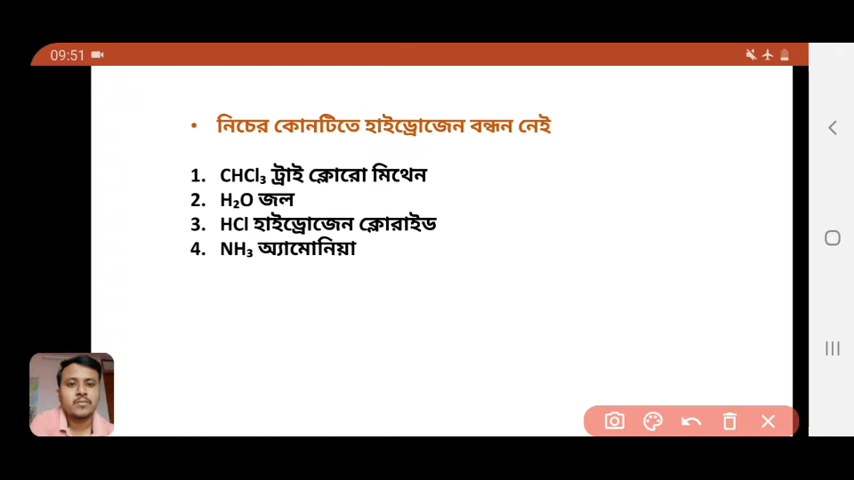 09:51
• নিচের কোনটিতে হাইড্রোজেন বন্ধন নেই
1. CHCl₃ ট্রাই ক্লোরো মিথেন
2. H₂O জল
3. HCl হাইড্রোজেন ক্লোরাইড
4. NH₃ অ্যামোনিয়া